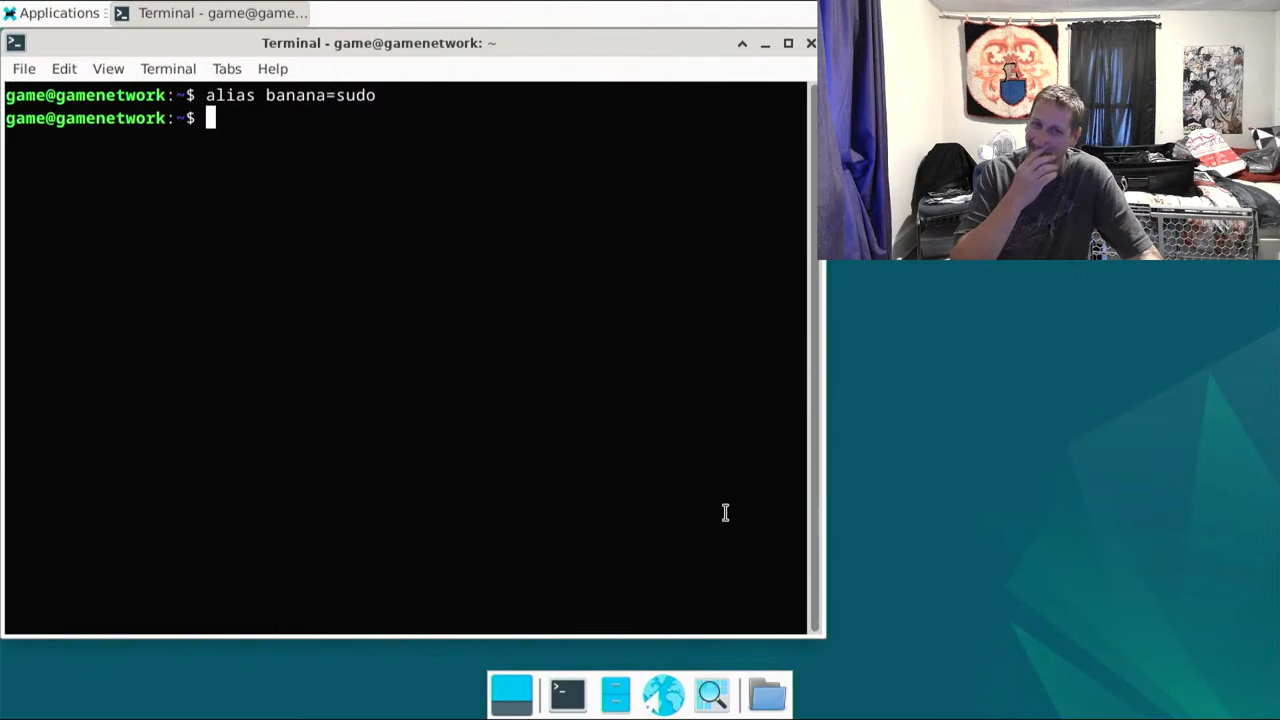 Applications
Terminal - game@game...
Terminal - game@gamenetwork: ~
File Edit View Terminal Tabs Help
game@gamenetwork:~$ alias banana=sudo
game@gamenetwork:~$